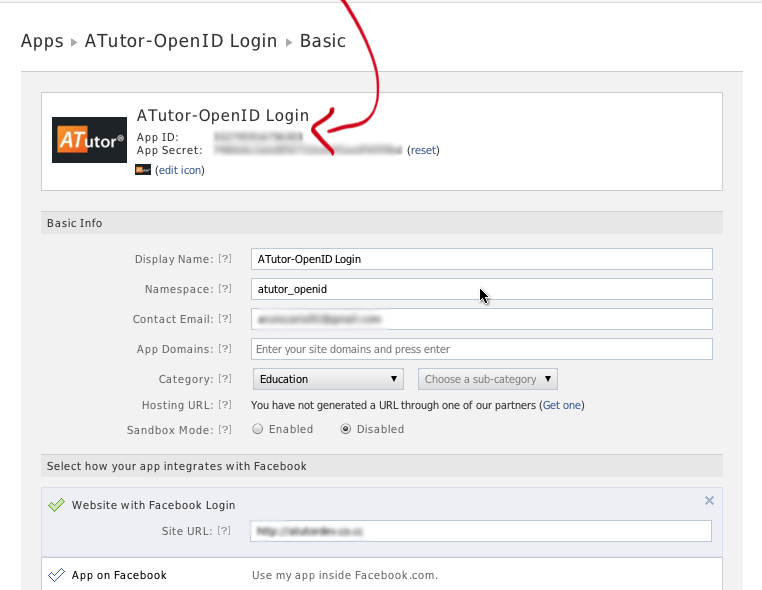 Apps ▸ ATutor-OpenID Login ▸ Basic
ATutor®
ATutor-OpenID Login
App ID:
App Secret: (reset)
(edit icon)
Basic Info
Display Name: [?] ATutor-OpenID Login
Namespace: [?] atutor_openid
Contact Email: [?]
App Domains: [?] Enter your site domains and press enter
Category: [?] Education Choose a sub-category
Hosting URL: [?] You have not generated a URL through one of our partners (Get one)
Sandbox Mode: [?] Enabled Disabled
Select how your app integrates with Facebook
Website with Facebook Login
Site URL: [?]
App on Facebook Use my app inside Facebook.com.